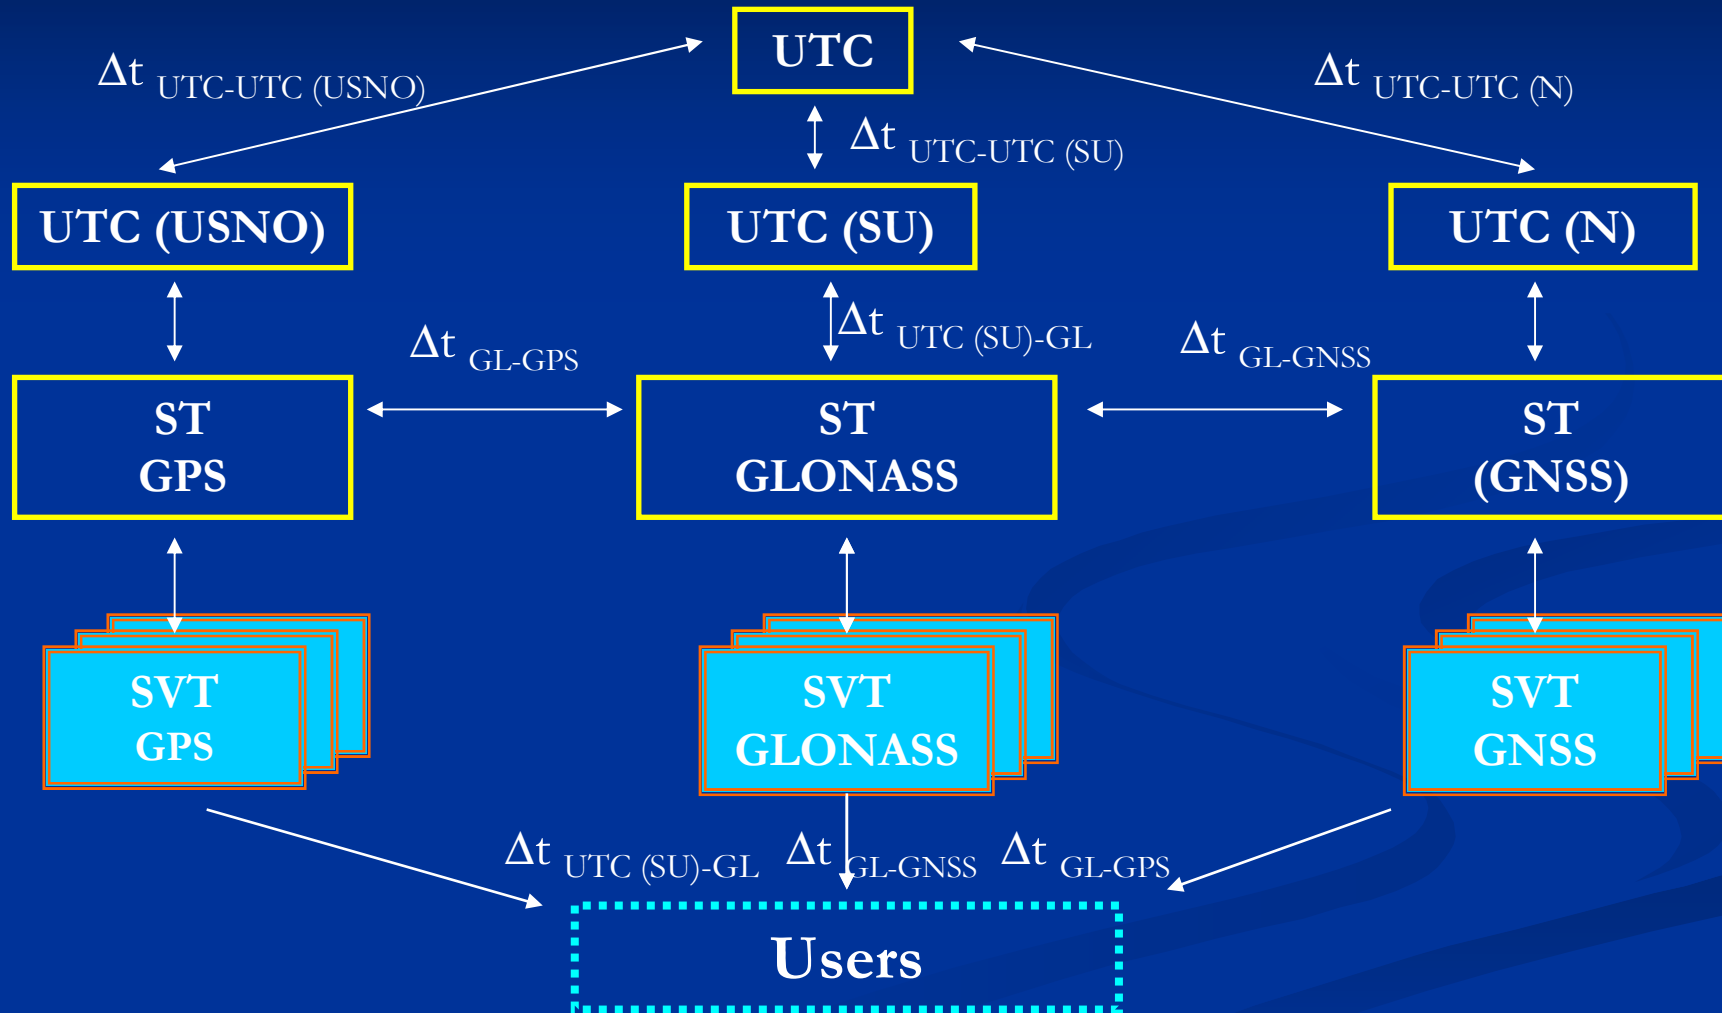 UTC
Δt UTC-UTC (USNO)
Δt UTC-UTC (N)
Δt UTC-UTC (SU)
UTC (USNO)
UTC (SU)
UTC (N)
Δt GL-GPS
Δt UTC (SU)-GL
Δt GL-GNSS
ST
GPS
ST
GLONASS
ST
(GNSS)
SVT
GPS
SVT
GLONASS
SVT
GNSS
Δt UTC (SU)-GL
Δt GL-GNSS
Δt GL-GPS
Users